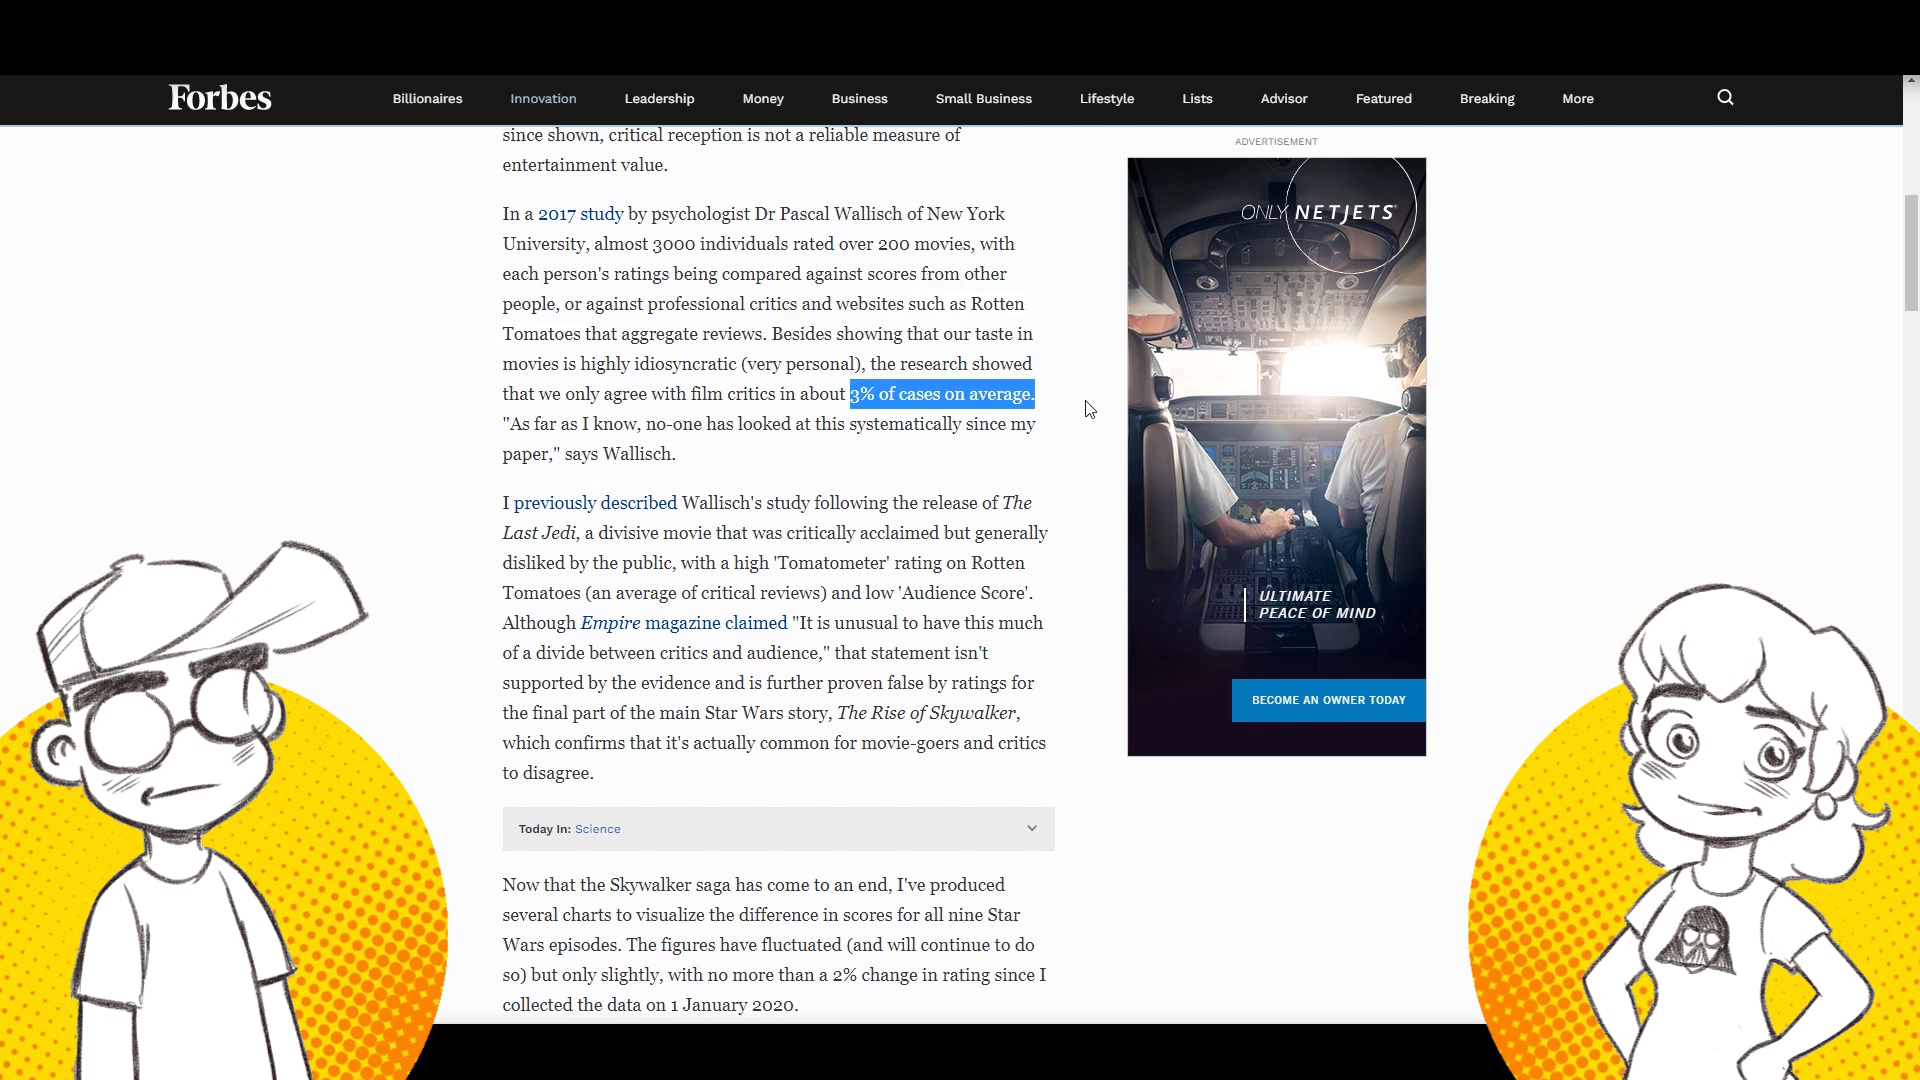 Forbes
Billionaires Innovation Leadership Money Business Small Business Lifestyle Lists Advisor Featured Breaking More
since shown, critical reception is not a reliable measure of
entertainment value.
In a 2017 study by psychologist Dr Pascal Wallisch of New York
University, almost 3000 individuals rated over 200 movies, with
each person's ratings being compared against scores from other
people, or against professional critics and websites such as Rotten
Tomatoes that aggregate reviews. Besides showing that our taste in
movies is highly idiosyncratic (very personal), the research showed
that we only agree with film critics in about 3% of cases on average.
"As far as I know, no-one has looked at this systematically since my
paper," says Wallisch.
I previously described Wallisch's study following the release of The
Last Jedi, a divisive movie that was critically acclaimed but generally
disliked by the public, with a high 'Tomatometer' rating on Rotten
Tomatoes (an average of critical reviews) and low 'Audience Score'.
Although Empire magazine claimed "It is unusual to have this much
of a divide between critics and audience," that statement isn't
supported by the evidence and is further proven false by ratings for
the final part of the main Star Wars story, The Rise of Skywalker,
which confirms that it's actually common for movie-goers and critics
to disagree.
Today In: Science
Now that the Skywalker saga has come to an end, I've produced
several charts to visualize the difference in scores for all nine Star
Wars episodes. The figures have fluctuated (and will continue to do
so) but only slightly, with no more than a 2% change in rating since I
collected the data on 1 January 2020.
ADVERTISEMENT
ONLY NETJETS®
ULTIMATE
PEACE OF MIND
BECOME AN OWNER TODAY